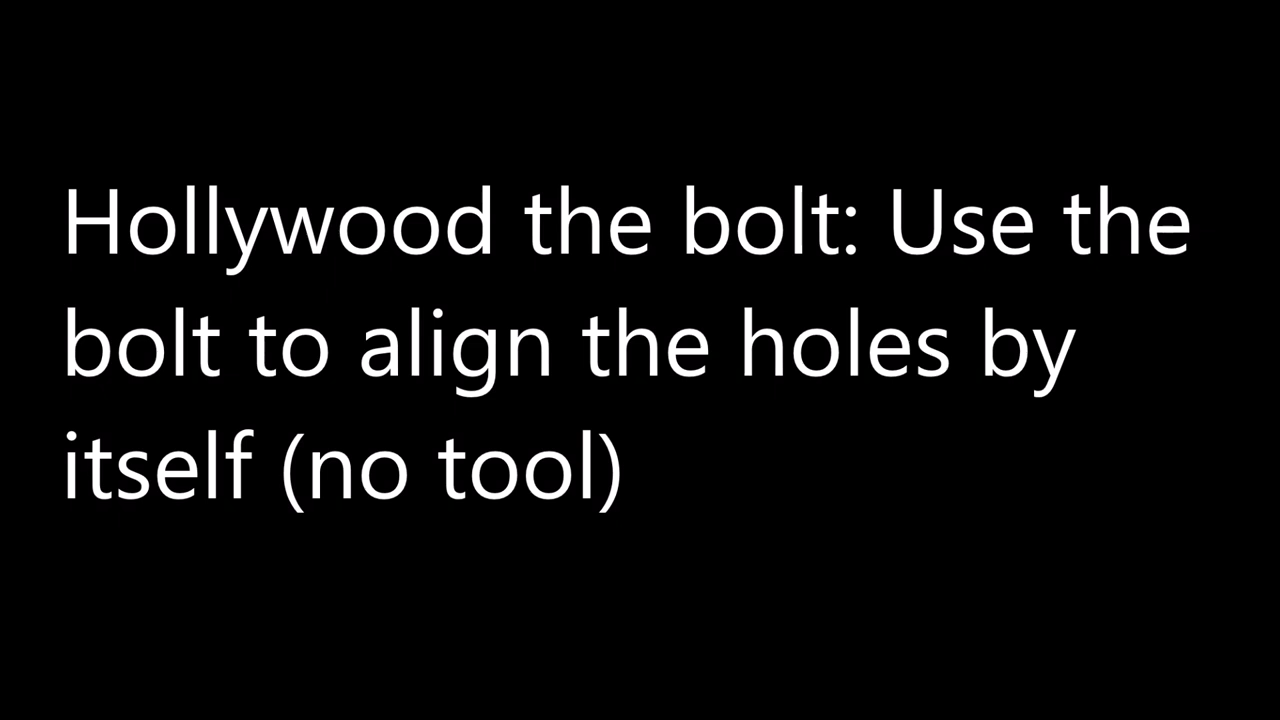 Hollywood the bolt: Use the
bolt to align the holes by
itself (no tool)